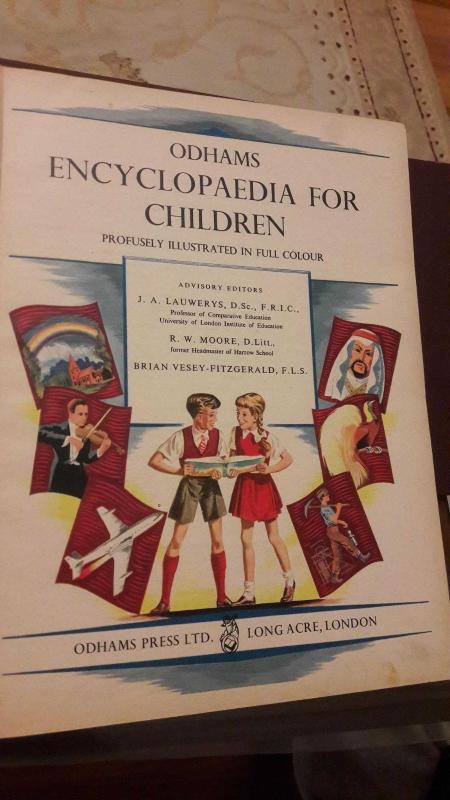 ODHAMS
ENCYCLOPAEDIA FOR
CHILDREN
PROFUSELY ILLUSTRATED IN FULL COLOUR
ADVISORY EDITORS
J. A. LAUWERYS, D.Sc., F.R.I.C.,
Professor of Comparative Education
University of London Institute of Education
R. W. MOORE, D.Litt.,
former Headmaster of Harrow School
BRIAN VESEY-FITZGERALD, F.L.S.
ODHAMS PRESS LTD. LONG ACRE, LONDON